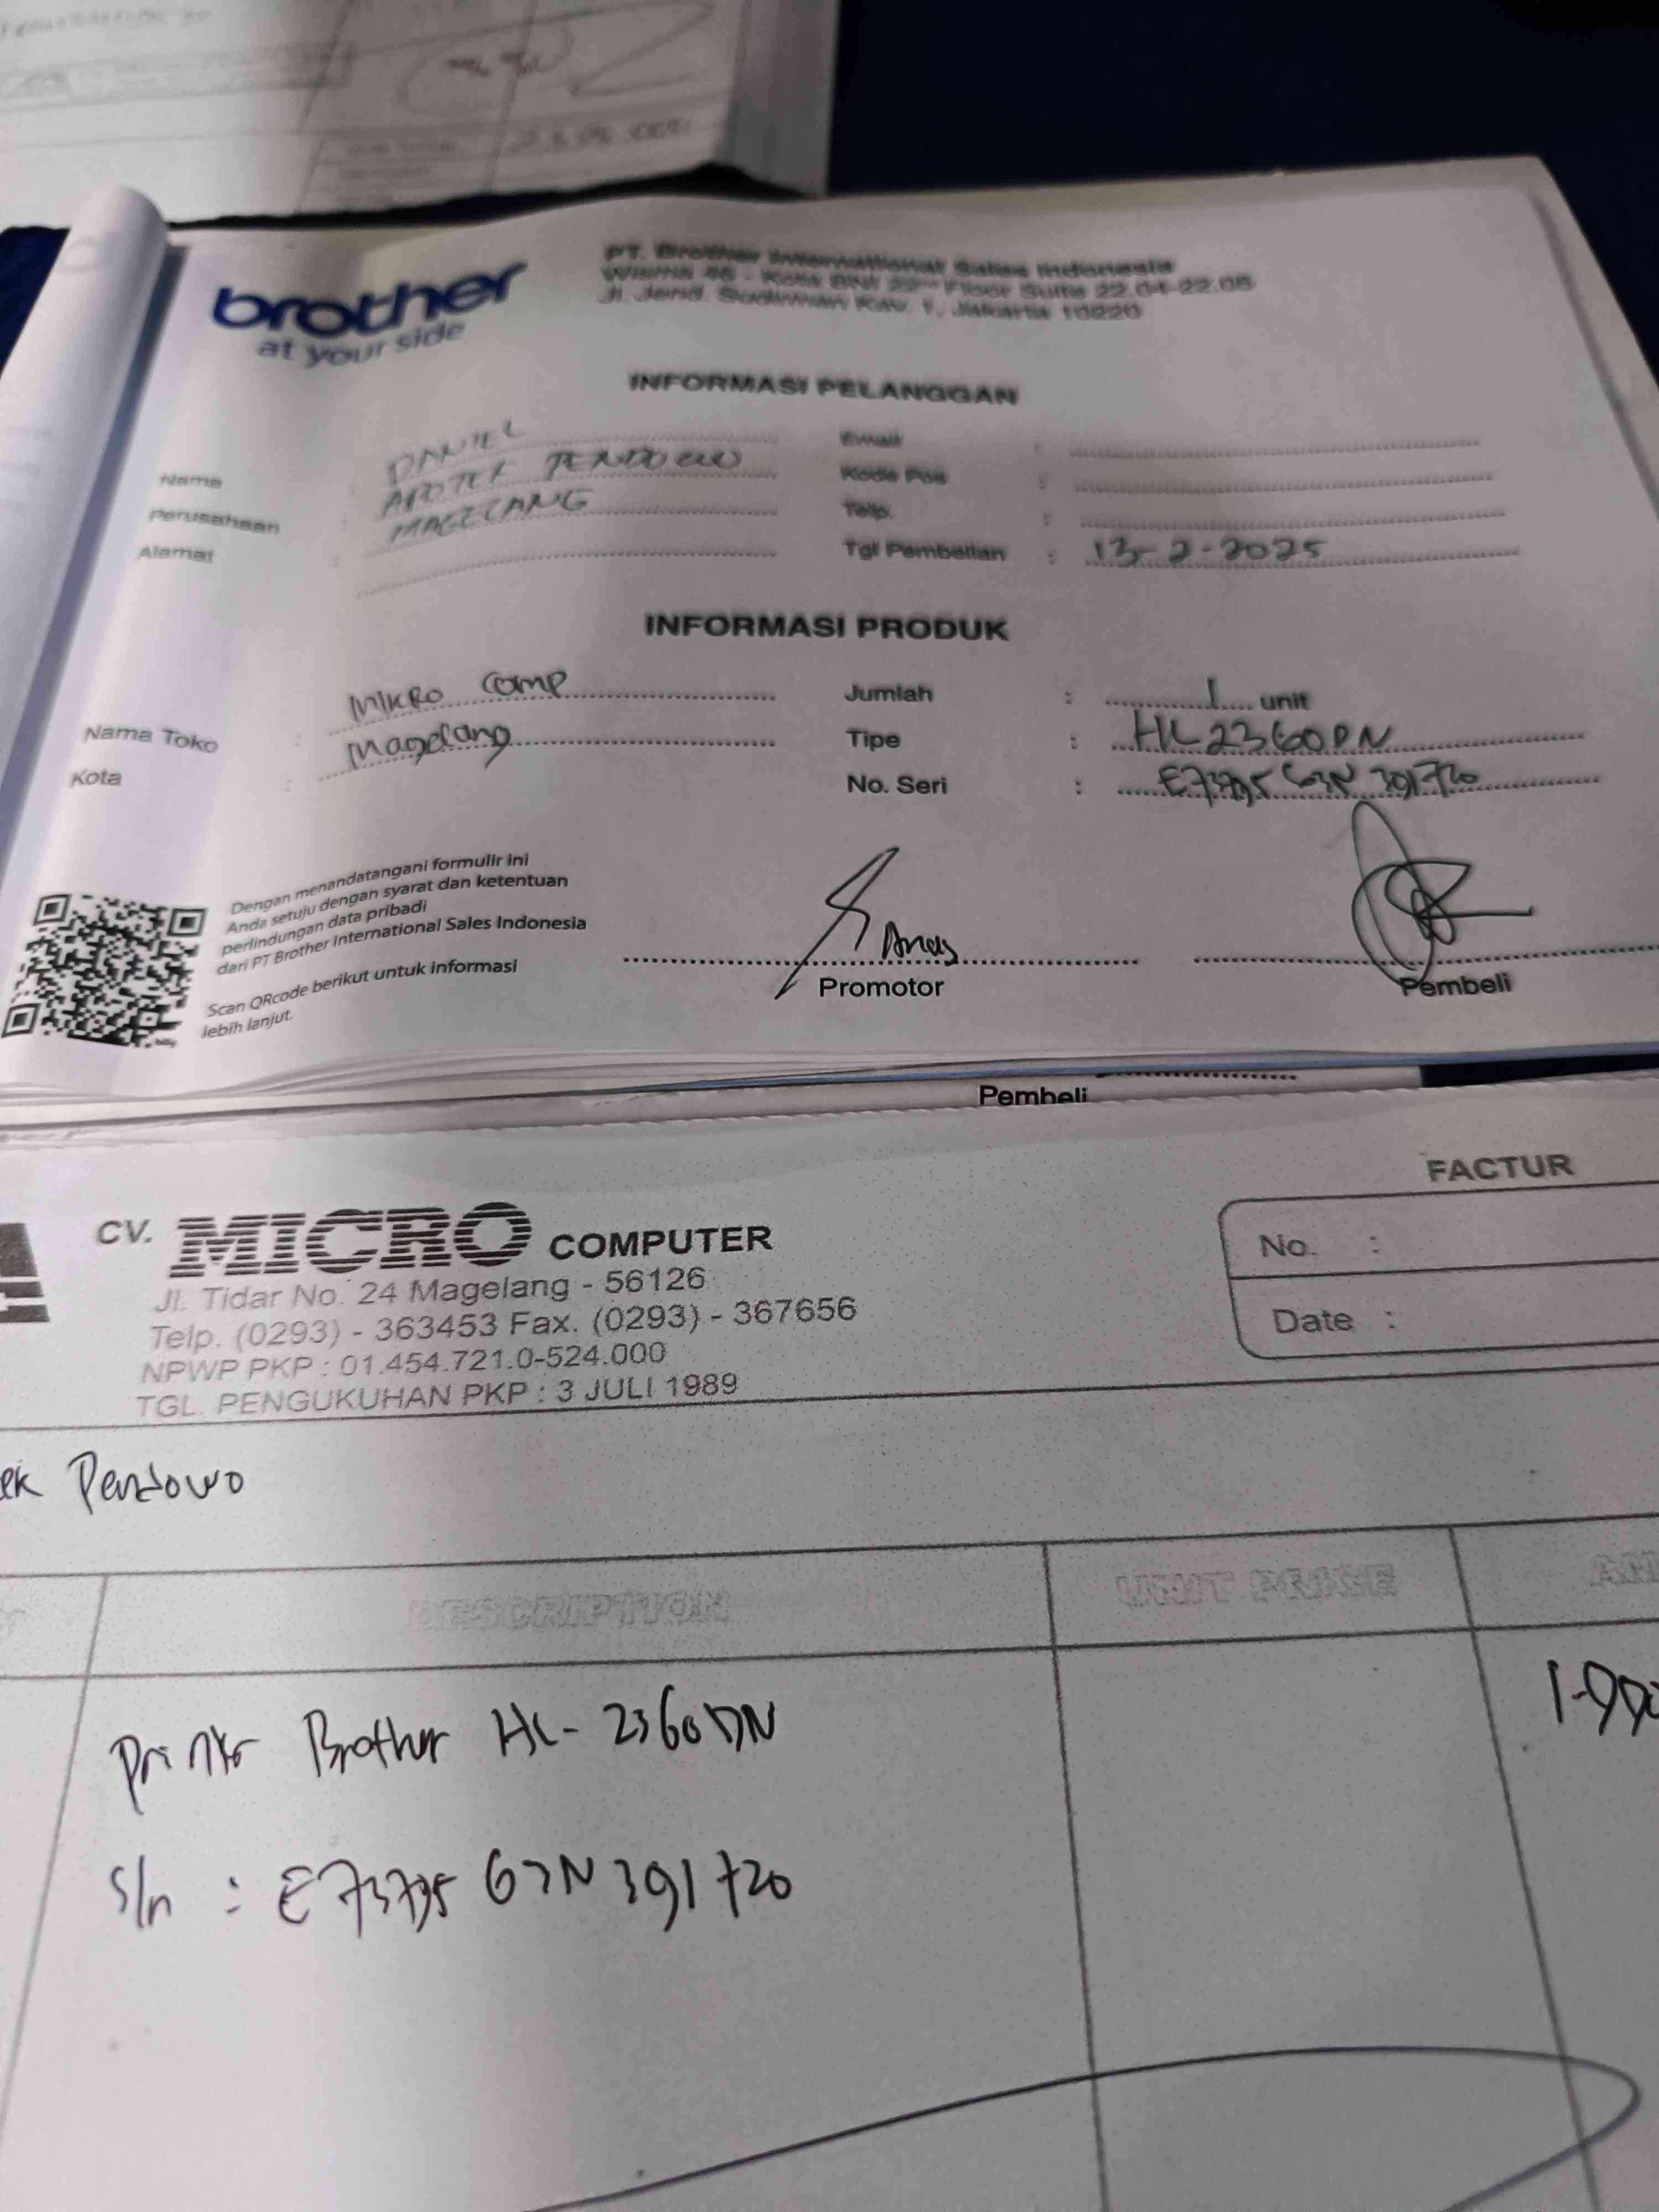 brother
at your side
PT. Brother International Sales Indonesia
Wisma 46 - Kota BNI 22nd Floor Suite 22.04-22.05
Jl. Jend. Sudirman Kav. 1, Jakarta 10220
INFORMASI PELANGGAN
Nama : DANIEL
Perusahaan : APOTEK PENDOWO
Alamat : MAGELANG
Email :
Kode Pos :
Telp. :
Tgl Pembelian : 13-2-2025
INFORMASI PRODUK
Nama Toko : MIKRO COMP
Kota : Magelang
Jumlah : 1 unit
Tipe : HL 2360DN
No. Seri :
Dengan menandatangani formulir ini
Anda setuju dengan syarat dan ketentuan
perlindungan data pribadi
dari PT Brother International Sales Indonesia
Scan QRcode berikut untuk informasi
lebih lanjut.
Anas
Promotor
Pembeli
Pembeli
FACTUR
CV. MICRO COMPUTER
Jl. Tidar No. 24 Magelang - 56126
Telp. (0293) - 363453 Fax. (0293) - 367656
NPWP PKP : 01.454.721.0-524.000
TGL. PENGUKUHAN PKP : 3 JULI 1989
No. :
Date :
ek Pendowo
DESCRIPTION
UNIT PRICE
Printer Brother HL- 2360DN
S/n :